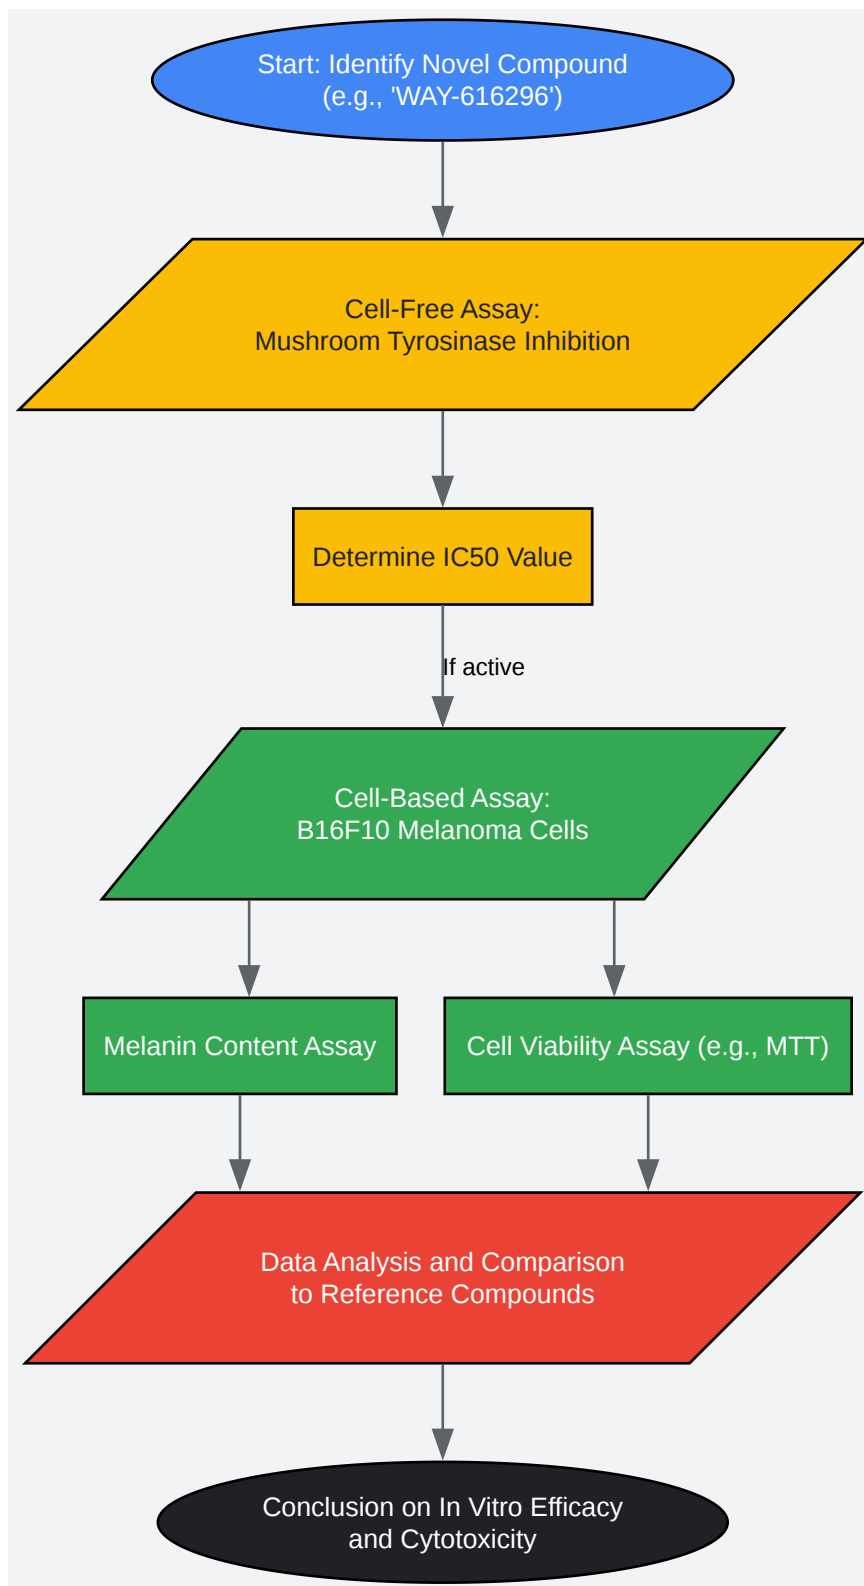 Start: Identify Novel Compound
(e.g., 'WAY-616296')
Cell-Free Assay:
Mushroom Tyrosinase Inhibition
Determine IC50 Value
If active
Cell-Based Assay:
B16F10 Melanoma Cells
Melanin Content Assay
Cell Viability Assay (e.g., MTT)
Data Analysis and Comparison
to Reference Compounds
Conclusion on In Vitro Efficacy
and Cytotoxicity